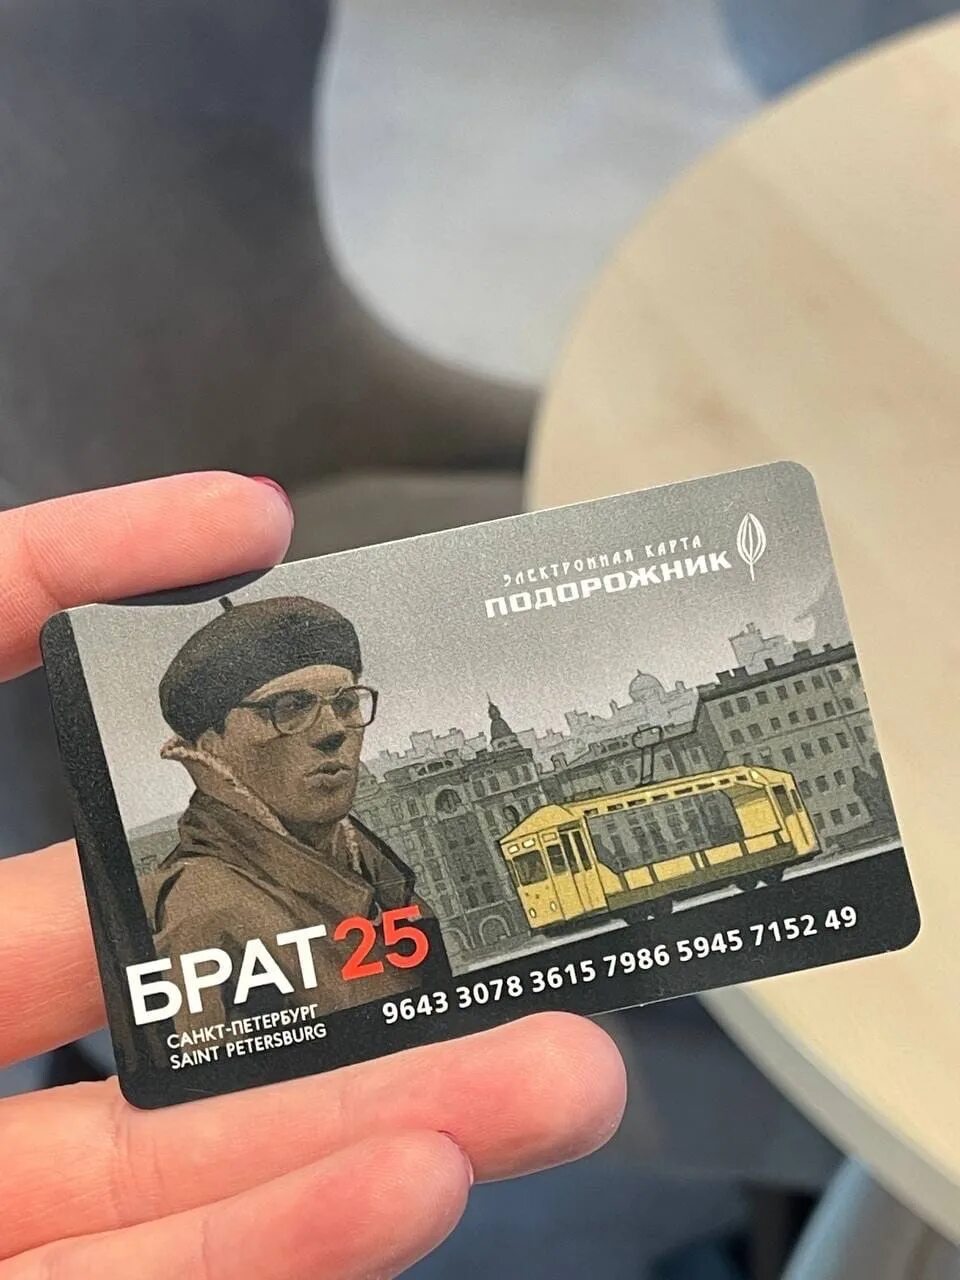 ЭЛЕКТРОННАЯ КАРТА
ПОДОРОЖНИК
БРАТ25
САНКТ-ПЕТЕРБУРГ
SAINT PETERSBURG
9643 3078 3615 7986 5945 7152 49